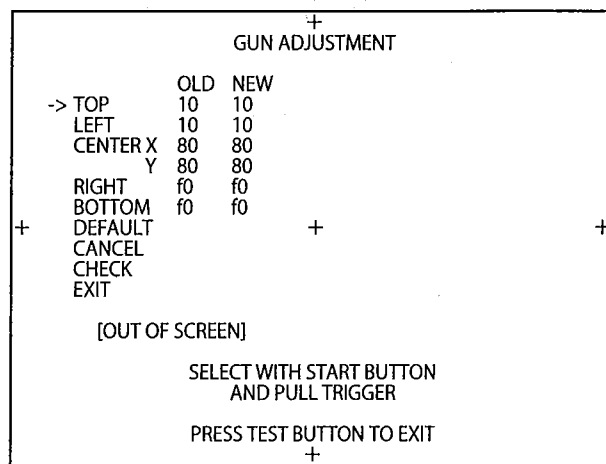 GUN ADJUSTMENT
OLD NEW
-> TOP 10 10
LEFT 10 10
CENTER X 80 80
Y 80 80
RIGHT f0 f0
BOTTOM f0 f0
DEFAULT
CANCEL
CHECK
EXIT
[OUT OF SCREEN]
SELECT WITH START BUTTON
AND PULL TRIGGER
PRESS TEST BUTTON TO EXIT